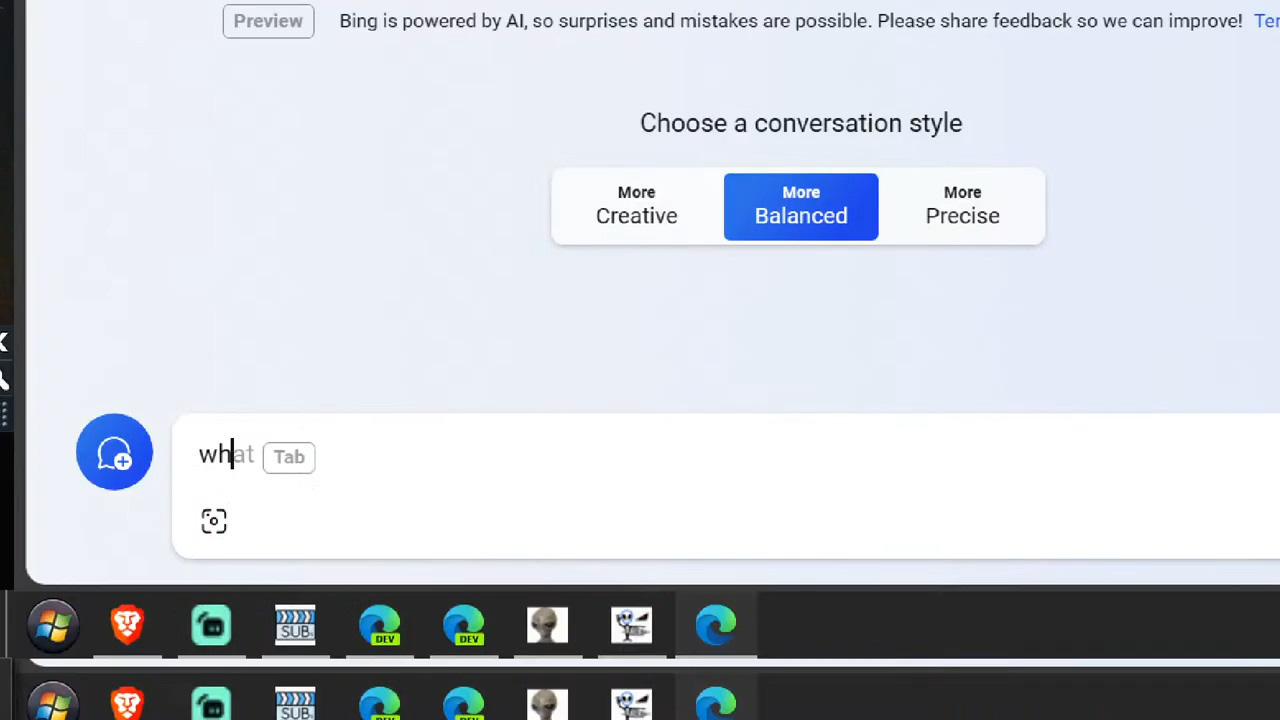 Preview Bing is powered by AI, so surprises and mistakes are possible. Please share feedback so we can improve!
Choose a conversation style
More More More
Creative Balanced Precise
what Tab
SUB DEV DEV
SUB DEV DEV